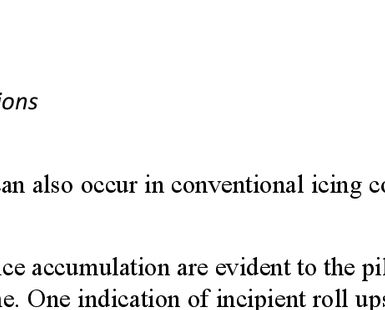 ions
an also occur in conventional icing co
ice accumulation are evident to the pil
ne. One indication of incipient roll ups